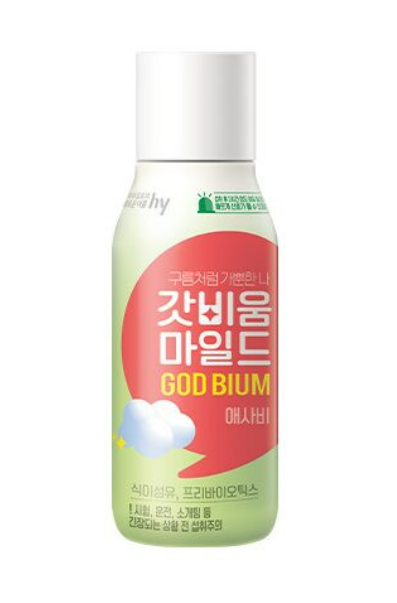 hy
구름처럼 가뿐한 나
갓비움
마일드
GOD BIUM
애사비
식이섬유, 프리바이오틱스
! 시험, 운전, 소개팅 등
긴장되는 상황 전 섭취주의